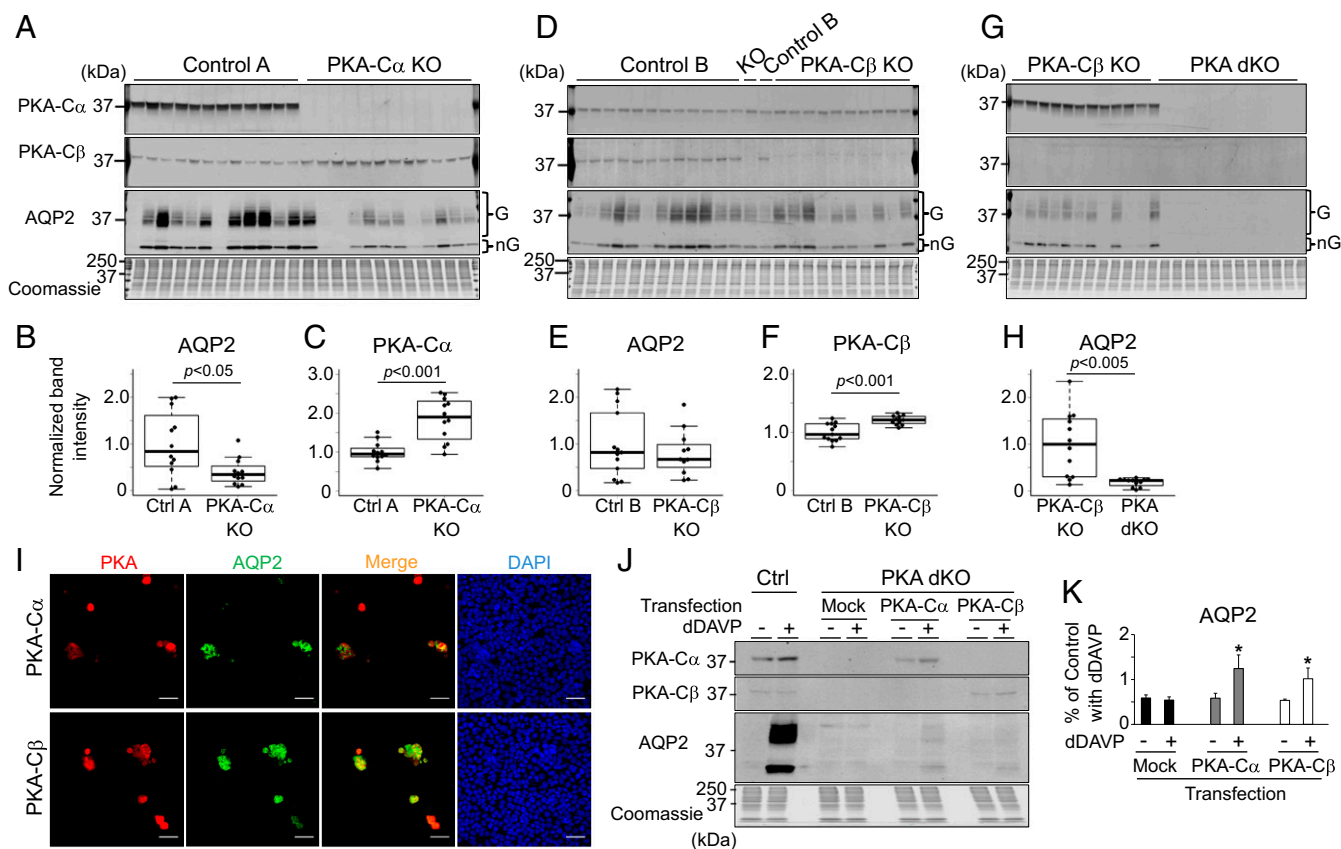 A
(kDa)
Control A
PKA-Cα KO
PKA-Cα
37
PKA-Cβ
37
AQP2
37
G
nG
250
37
Coomassie
D
(kDa)
Control B
KO
Control B
PKA-Cβ KO
37
37
37
G
nG
250
37
G
(kDa)
PKA-Cβ KO
PKA dKO
37
37
37
G
nG
250
37
B
AQP2
p<0.05
Normalized band
intensity
2.0
1.0
0
Ctrl A
PKA-Cα
KO
C
PKA-Cα
p<0.001
3.0
2.0
1.0
0
Ctrl A
PKA-Cα
KO
E
AQP2
2.0
1.0
0
Ctrl B
PKA-Cβ
KO
F
PKA-Cβ
p<0.001
2.0
1.0
0
Ctrl B
PKA-Cβ
KO
H
AQP2
p<0.005
2.0
1.0
0
PKA-Cβ
KO
PKA
dKO
I
PKA
AQP2
Merge
DAPI
PKA-Cα
PKA-Cβ
J
Ctrl
PKA dKO
Transfection
Mock
PKA-Cα
PKA-Cβ
dDAVP
- + - + - + - +
PKA-Cα
37
PKA-Cβ
37
AQP2
37
250
37
Coomassie
(kDa)
K
AQP2
% of Control
with dDAVP
2
1
0
dDAVP
* *
- + - + - +
Mock
PKA-Cα
PKA-Cβ
Transfection